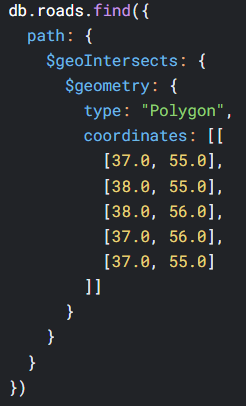 db.roads.find({
  path: {
    $geoIntersects: {
      $geometry: {
        type: "Polygon",
        coordinates: [[
          [37.0, 55.0],
          [38.0, 55.0],
          [38.0, 56.0],
          [37.0, 56.0],
          [37.0, 55.0]
        ]]
      }
    }
  }
})